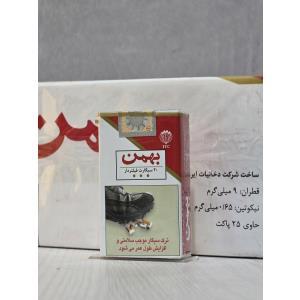 ITC
بهمن
۲۰ سیگارت فیلتردار
ترک سیگار موجب سلامتی و
افزایش طول عمر می شود
بهمن
ساخت شرکت دخانیات ایر
قطران: ۹ میلی گرم
نیکوتین: ۰/۶۵ میلی گرم
حاوی ۲۵ پاکت